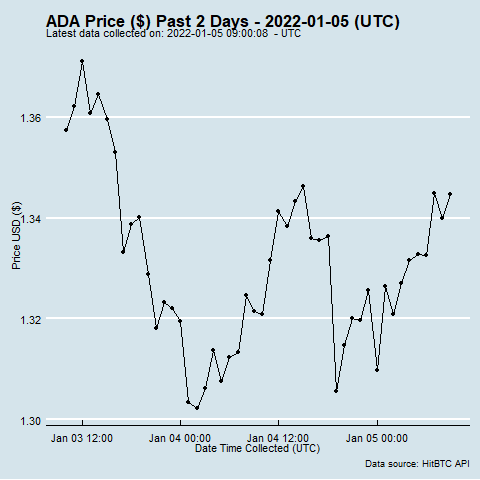 ADA Price ($) Past 2 Days - 2022-01-05 (UTC)
Latest data collected on: 2022-01-05 09:00:08 - UTC
Price USD ($)
1.36
1.34
1.32
1.30
Jan 03 12:00 Jan 04 00:00 Jan 04 12:00 Jan 05 00:00
Date Time Collected (UTC)
Data source: HitBTC API